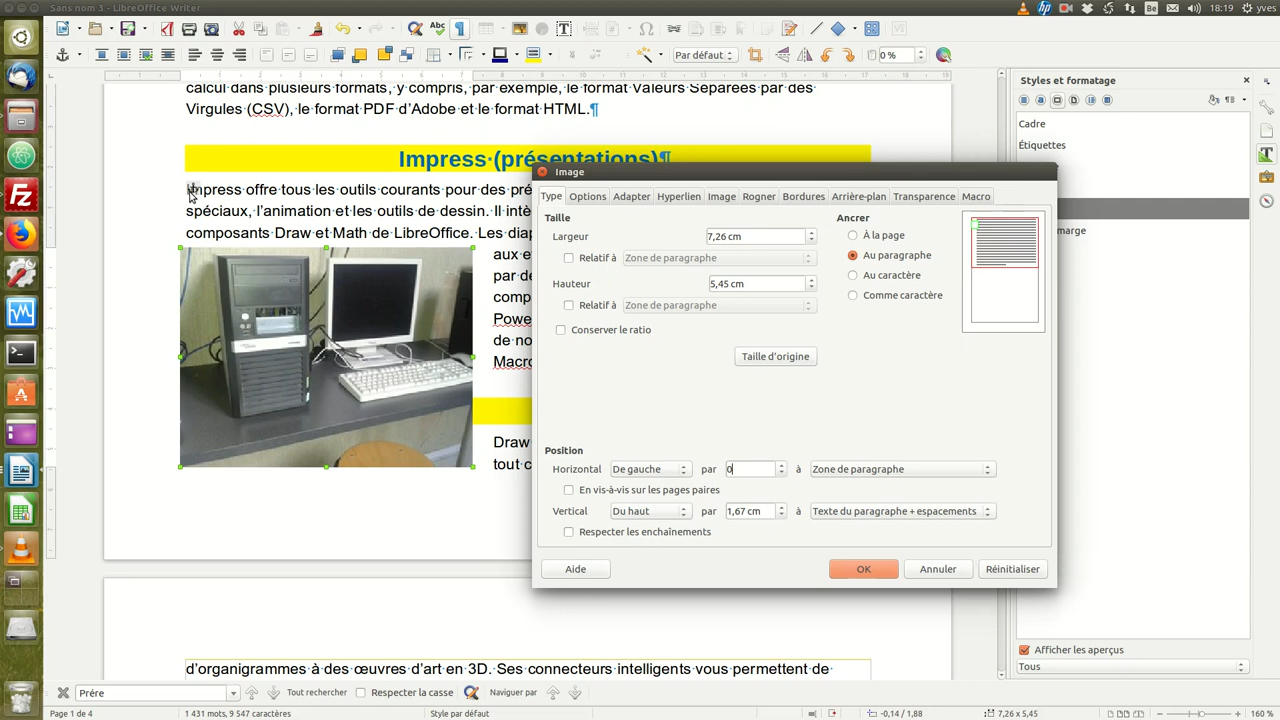 Sans nom 3 - LibreOffice Writer
Be
18:19
yves
Par défaut
0 %
calcul dans plusieurs formats, y compris, par exemple, le format Valeurs Séparées par des
Virgules (CSV), le format PDF d'Adobe et le format HTML.¶
Impress·(présentations)¶
Impress offre tous les outils courants pour des pré
spéciaux, l'animation et les outils de dessin. Il intè
composants Draw et Math de LibreOffice. Les diap
aux e
par de
comp
Powe
de no
Macro
Draw
tout c
d'organigrammes à des œuvres d'art en 3D. Ses connecteurs intelligents vous permettent de
Image
Type
Options
Adapter
Hyperlien
Image
Rogner
Bordures
Arrière-plan
Transparence
Macro
Taille
Largeur
7,26 cm
Relatif à
Zone de paragraphe
Hauteur
5,45 cm
Relatif à
Zone de paragraphe
Conserver le ratio
Taille d'origine
Ancrer
À la page
Au paragraphe
Au caractère
Comme caractère
Position
Horizontal
De gauche
par
0
à
Zone de paragraphe
En vis-à-vis sur les pages paires
Vertical
Du haut
par
1,67 cm
à
Texte du paragraphe + espacements
Respecter les enchaînements
Aide
OK
Annuler
Réinitialiser
Styles et formatage
Cadre
Étiquettes
marge
Afficher les aperçus
Tous
Prére
Tout rechercher
Respecter la casse
Naviguer par
Page 1 de 4
1 431 mots, 9 547 caractères
Style par défaut
-0,14 / 1,88
7,26 x 5,45
160 %